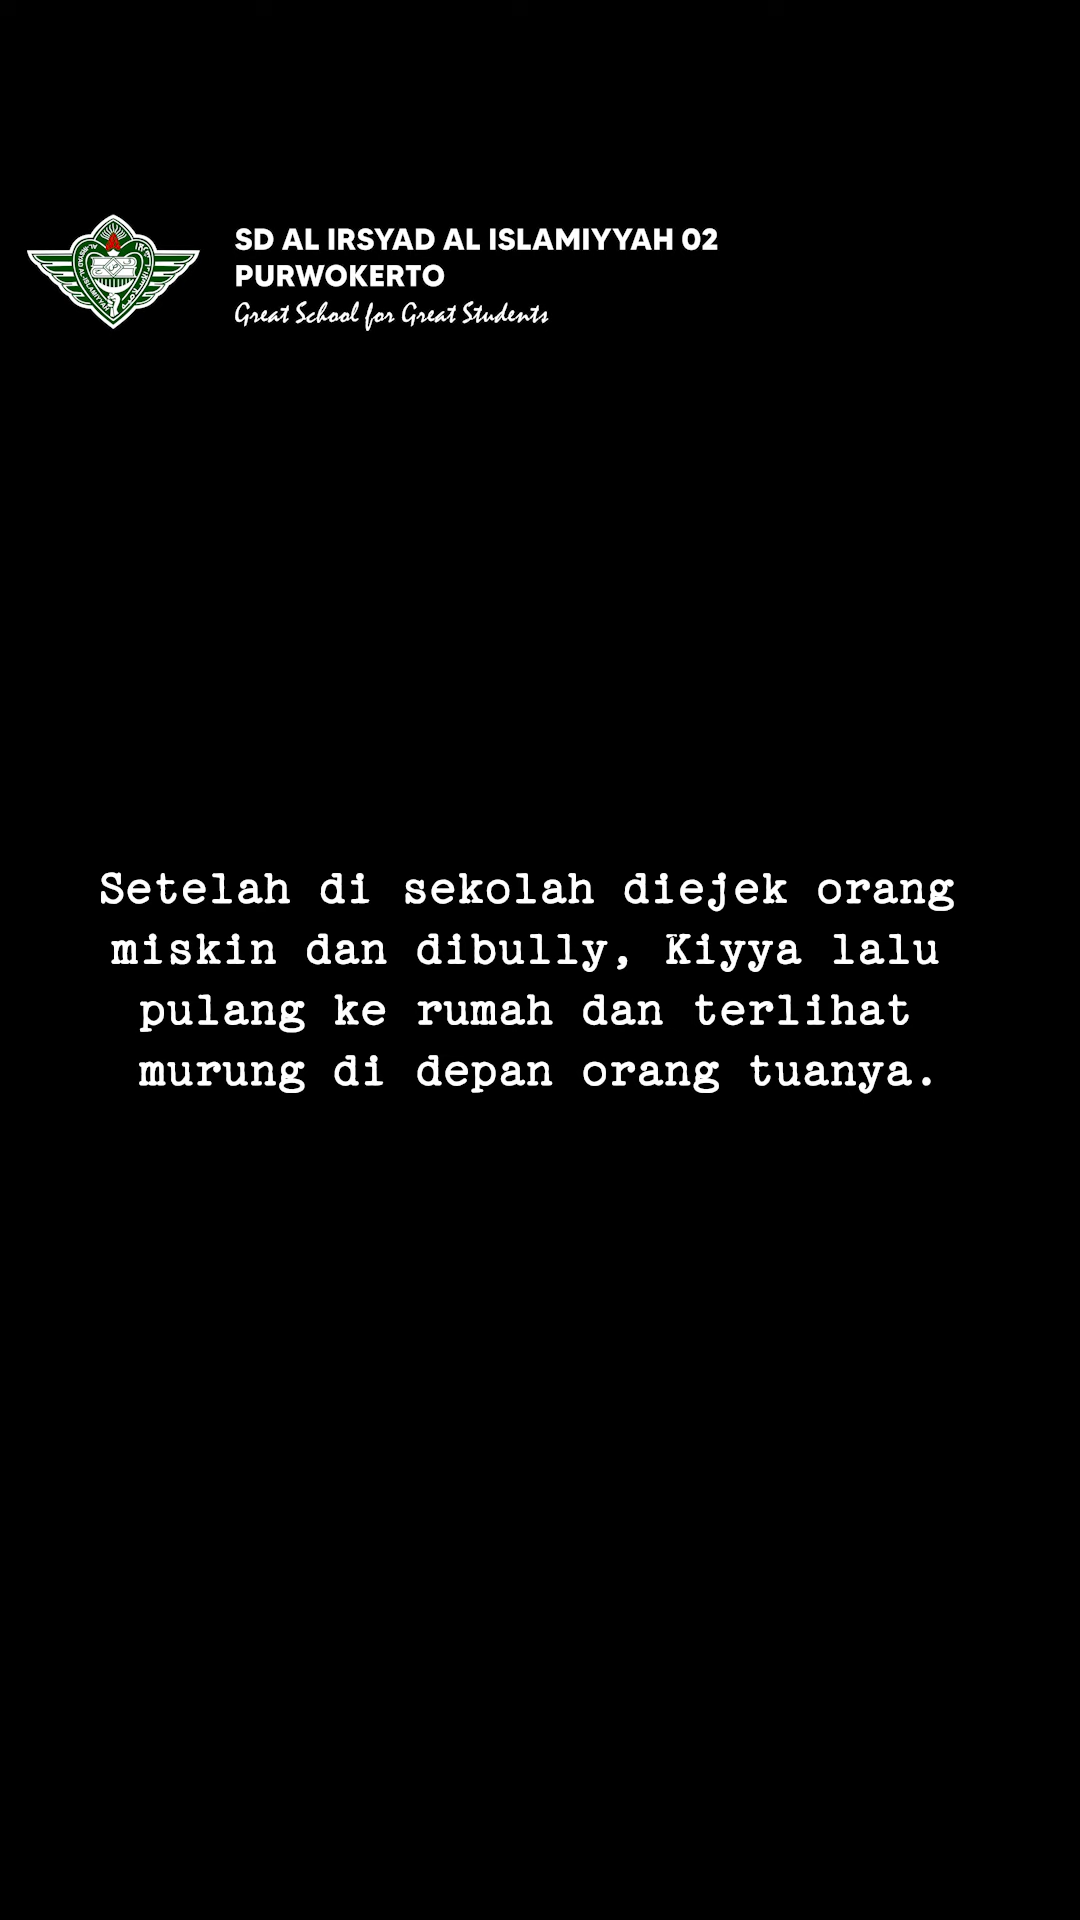 SD AL IRSYAD AL ISLAMIYYAH 02
PURWOKERTO
Great School for Great Students
Setelah di sekolah diejek orang
miskin dan dibully, Kiyya lalu
pulang ke rumah dan terlihat
murung di depan orang tuanya.